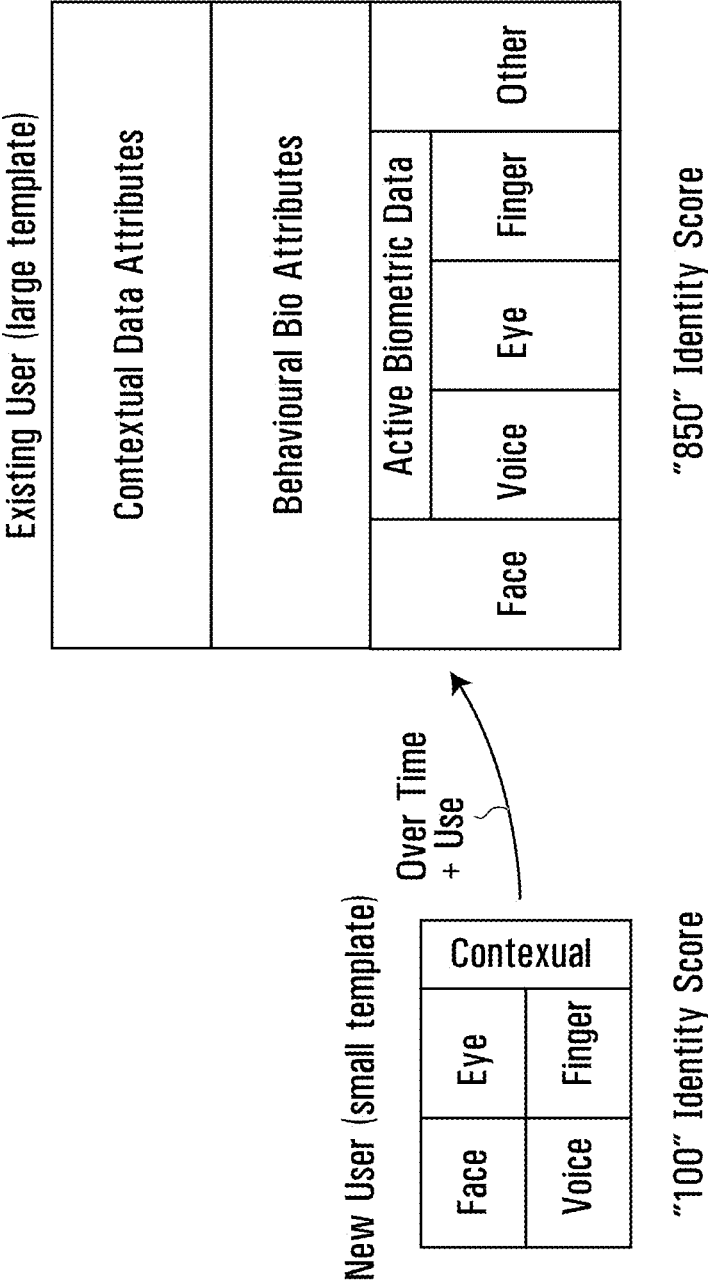 New User (small template)
Face
Eye
Contexual
Voice
Finger
"100" Identity Score
Over Time
+ Use
Existing User (large template)
Contextual Data Attributes
Behavioural Bio Attributes
Active Biometric Data
Face
Voice
Eye
Finger
Other
"850" Identity Score